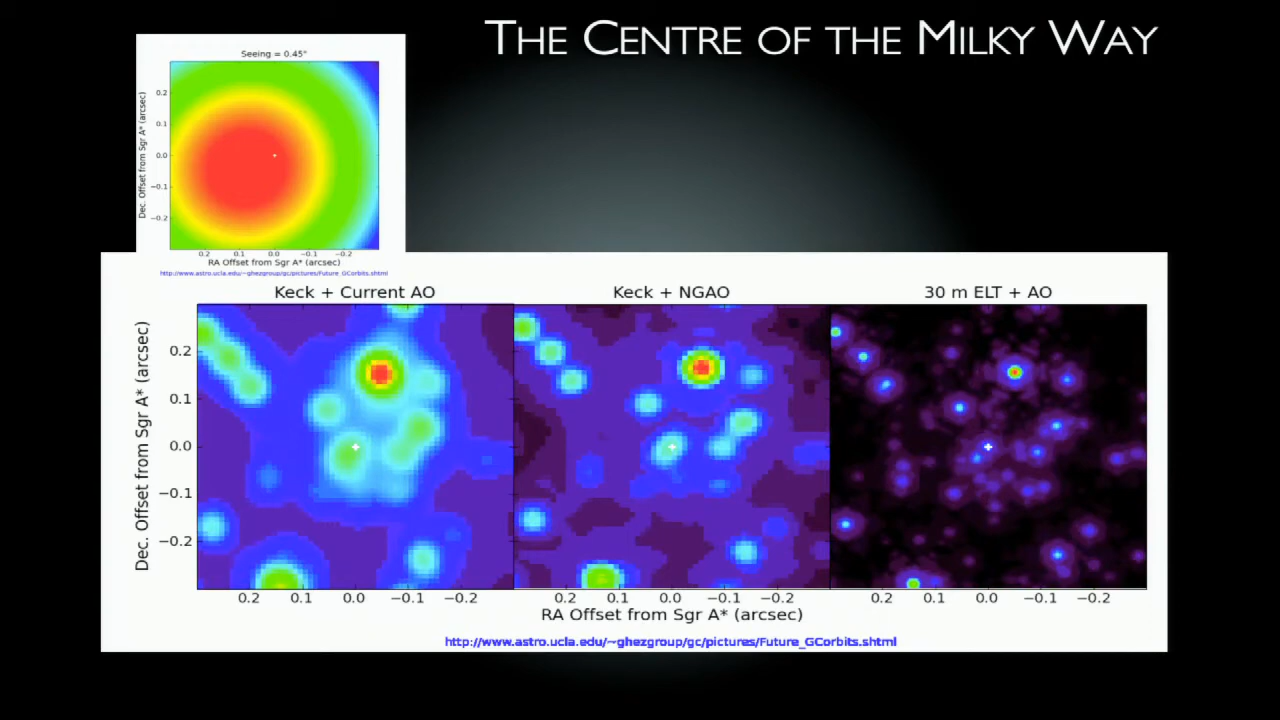 THE CENTRE OF THE MILKY WAY
Seeing = 0.45"
Dec. Offset from Sgr A* (arcsec)
0.2
0.1
0.0
−0.1
−0.2
0.2 0.1 0.0 −0.1 −0.2
RA Offset from Sgr A* (arcsec)
http://www.astro.ucla.edu/~ghezgroup/gc/pictures/Future_GCorbits.shtml
Keck + Current AO Keck + NGAO 30 m ELT + AO
Dec. Offset from Sgr A* (arcsec)
0.2
0.1
0.0
−0.1
−0.2
0.2 0.1 0.0 −0.1 −0.2 0.2 0.1 0.0 −0.1 −0.2 0.2 0.1 0.0 −0.1 −0.2
RA Offset from Sgr A* (arcsec)
http://www.astro.ucla.edu/~ghezgroup/gc/pictures/Future_GCorbits.shtml